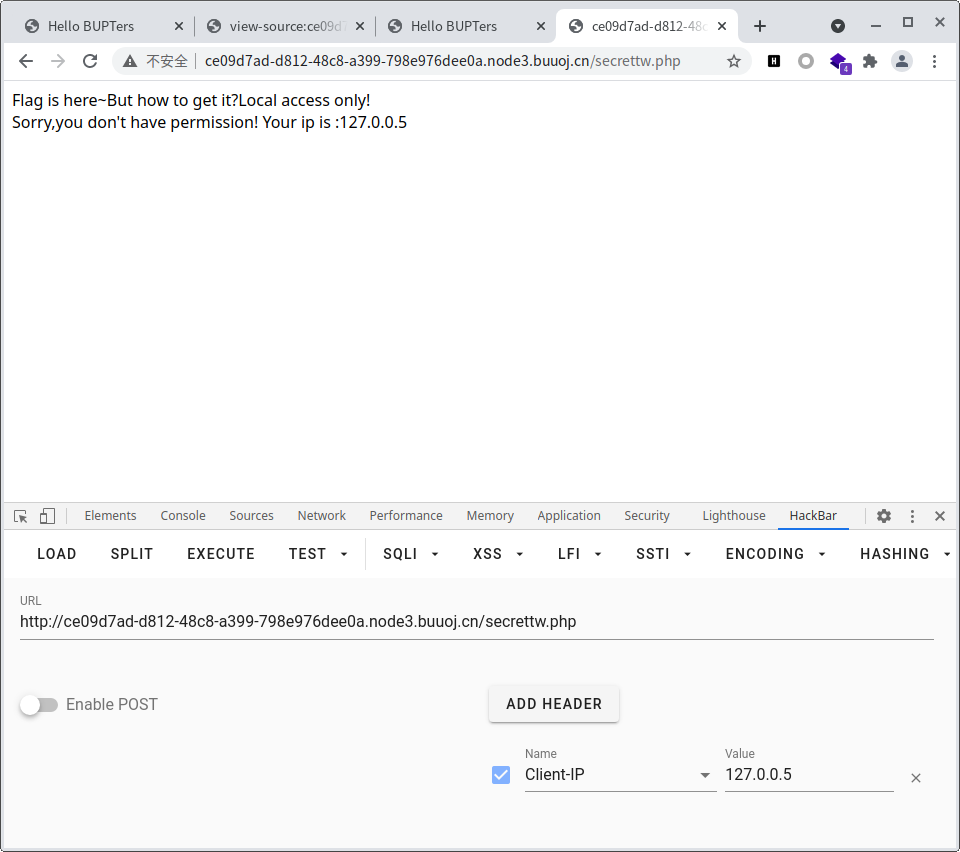 Hello BUPTers
view-source:ce09d7
Hello BUPTers
ce09d7ad-d812-48c
不安全
ce09d7ad-d812-48c8-a399-798e976dee0a.node3.buuoj.cn/secrettw.php
H
4
Flag is here~But how to get it?Local access only!
Sorry,you don't have permission! Your ip is :127.0.0.5
Elements Console Sources Network Performance Memory Application Security Lighthouse HackBar
LOAD SPLIT EXECUTE TEST SQLI XSS LFI SSTI ENCODING HASHING
URL
http://ce09d7ad-d812-48c8-a399-798e976dee0a.node3.buuoj.cn/secrettw.php
Enable POST
ADD HEADER
Name Value
Client-IP 127.0.0.5